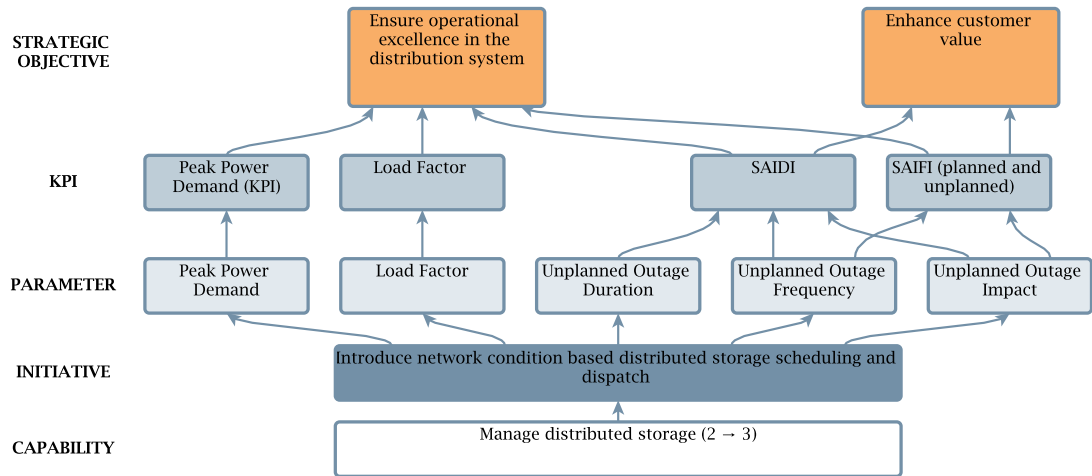 STRATEGIC
OBJECTIVE
Ensure operational
excellence in the
distribution system
Enhance customer
value
KPI
Peak Power
Demand (KPI)
Load Factor
SAIDI
SAIFI (planned and
unplanned)
PARAMETER
Peak Power
Demand
Load Factor
Unplanned Outage
Duration
Unplanned Outage
Frequency
Unplanned Outage
Impact
INITIATIVE
Introduce network condition based distributed storage scheduling and
dispatch
CAPABILITY
Manage distributed storage (2 → 3)